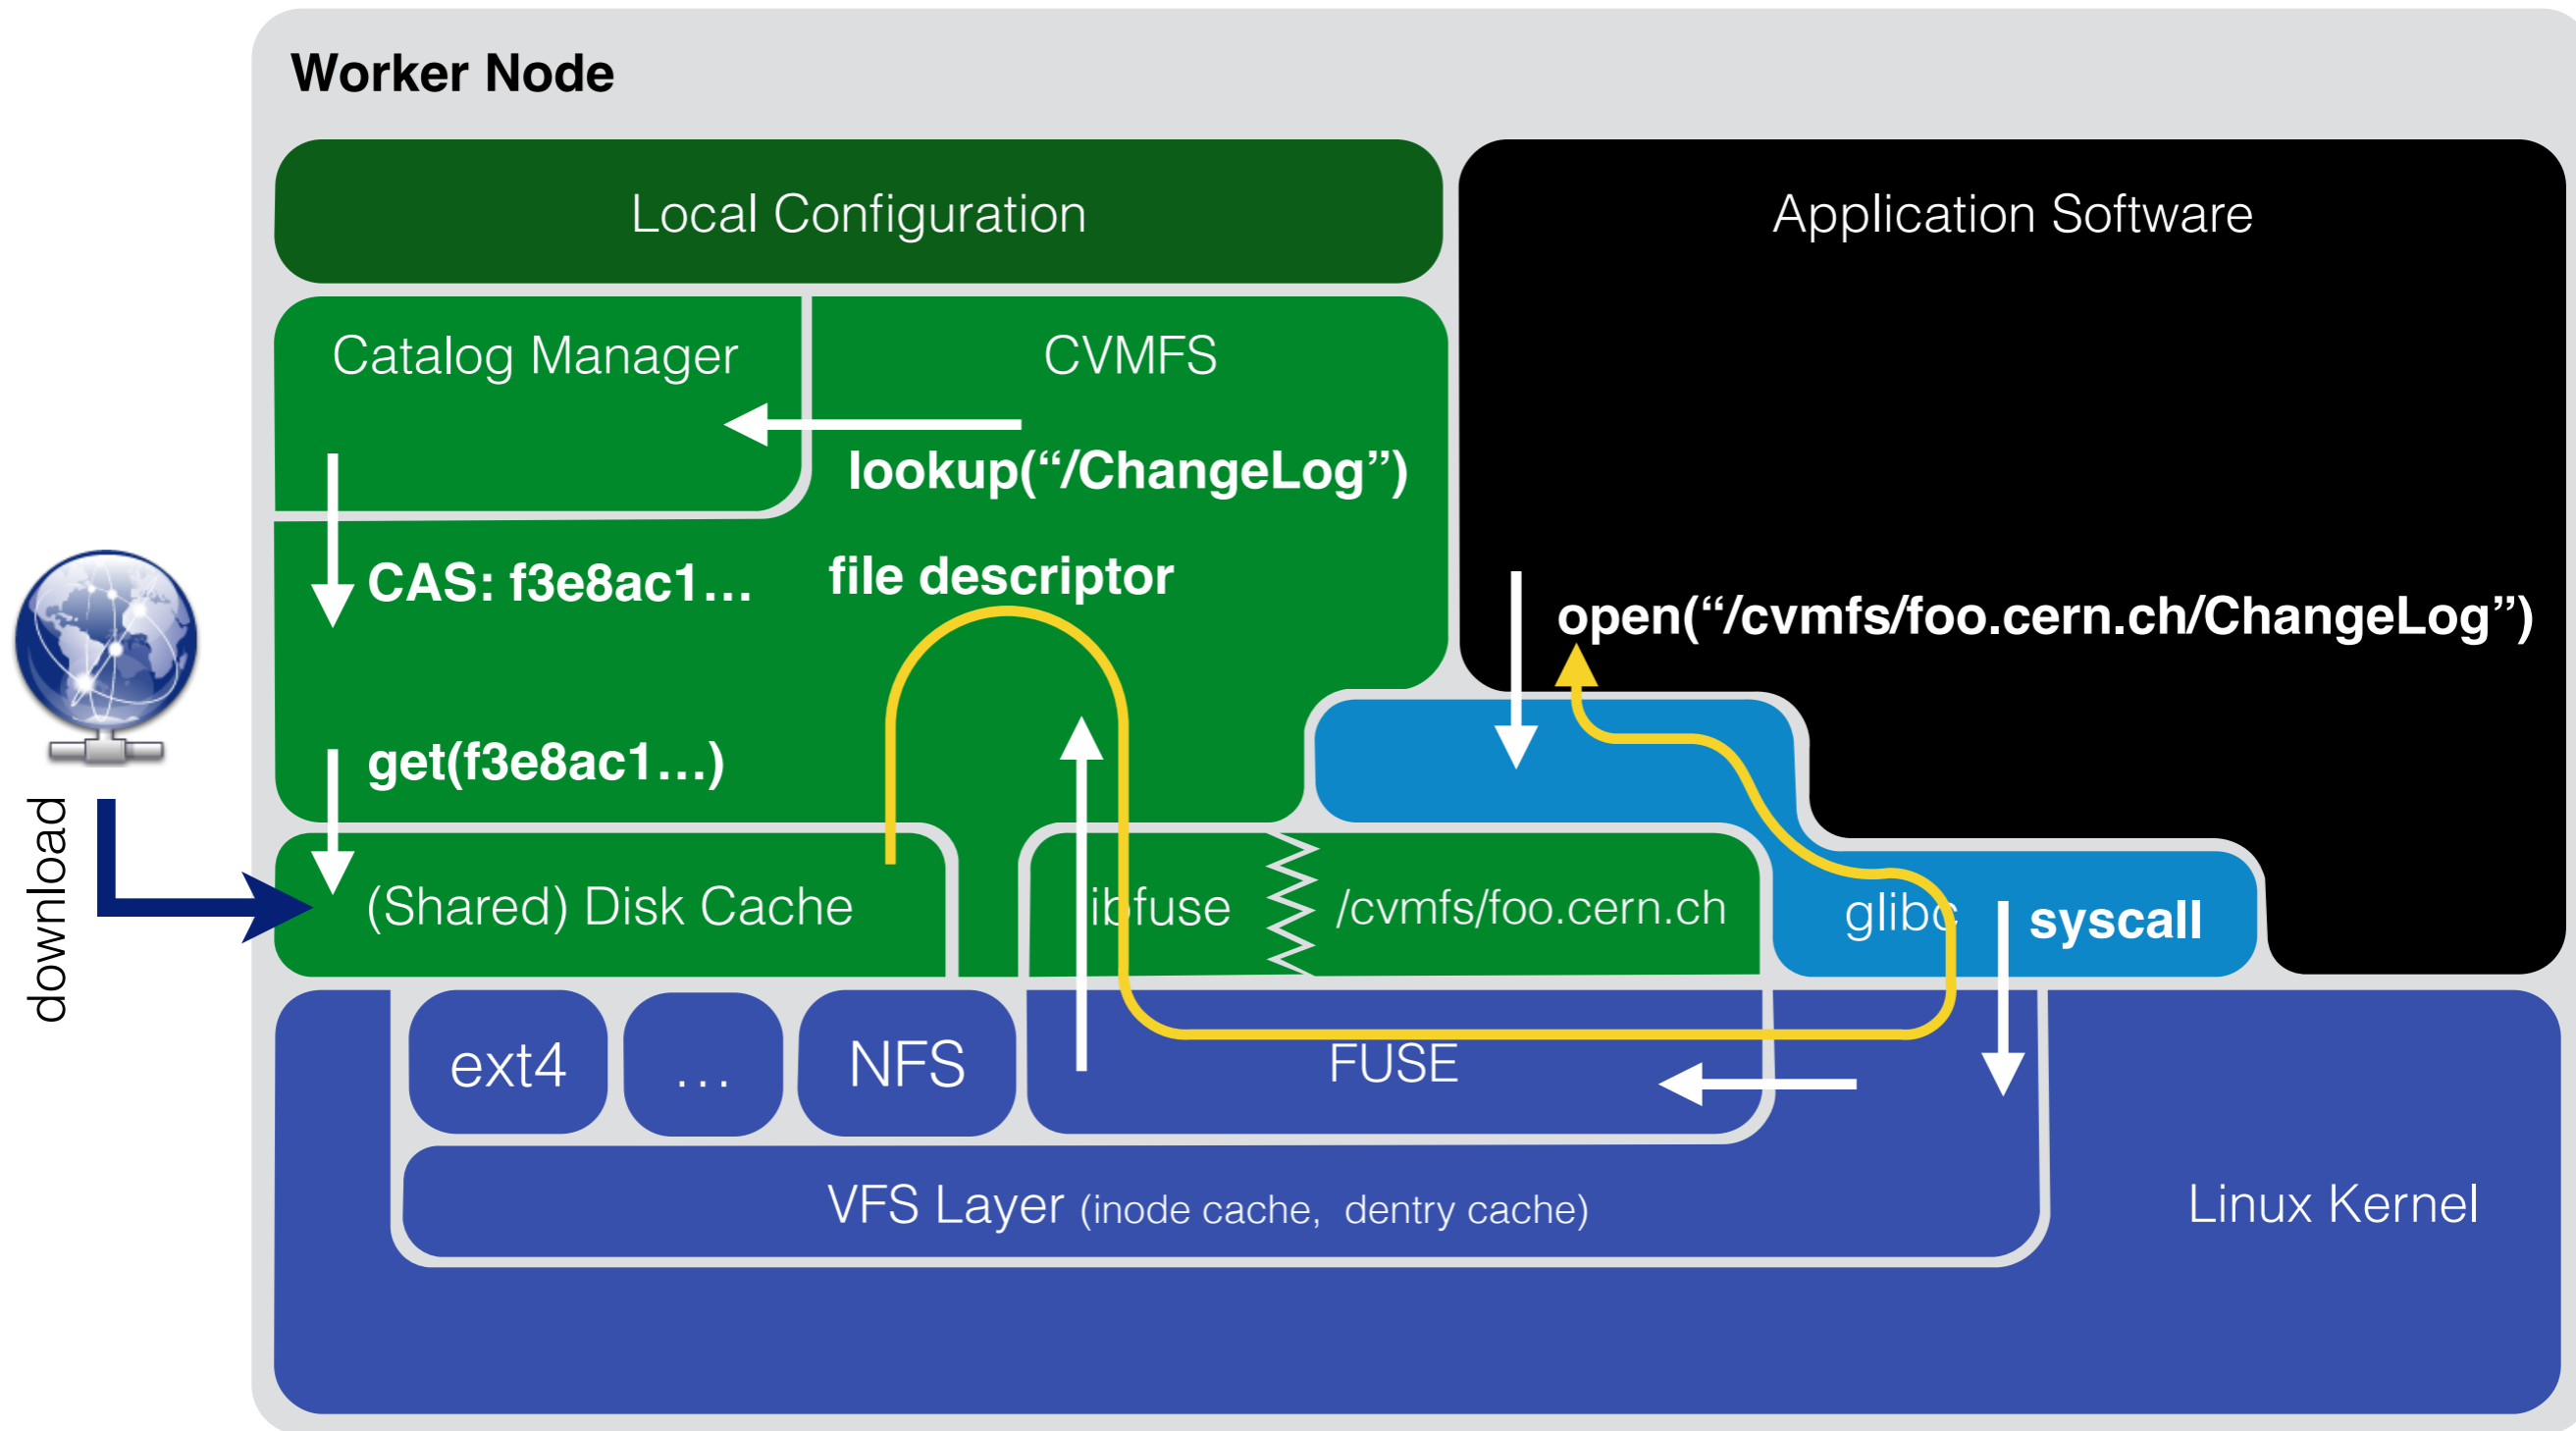 Worker Node
Local Configuration
Application Software
Catalog Manager
CVMFS
lookup(“/ChangeLog”)
CAS: f3e8ac1…
file descriptor
open(“/cvmfs/foo.cern.ch/ChangeLog”)
get(f3e8ac1…)
download
(Shared) Disk Cache
libfuse
/cvmfs/foo.cern.ch
glibc
syscall
ext4
…
NFS
FUSE
VFS Layer (inode cache, dentry cache)
Linux Kernel